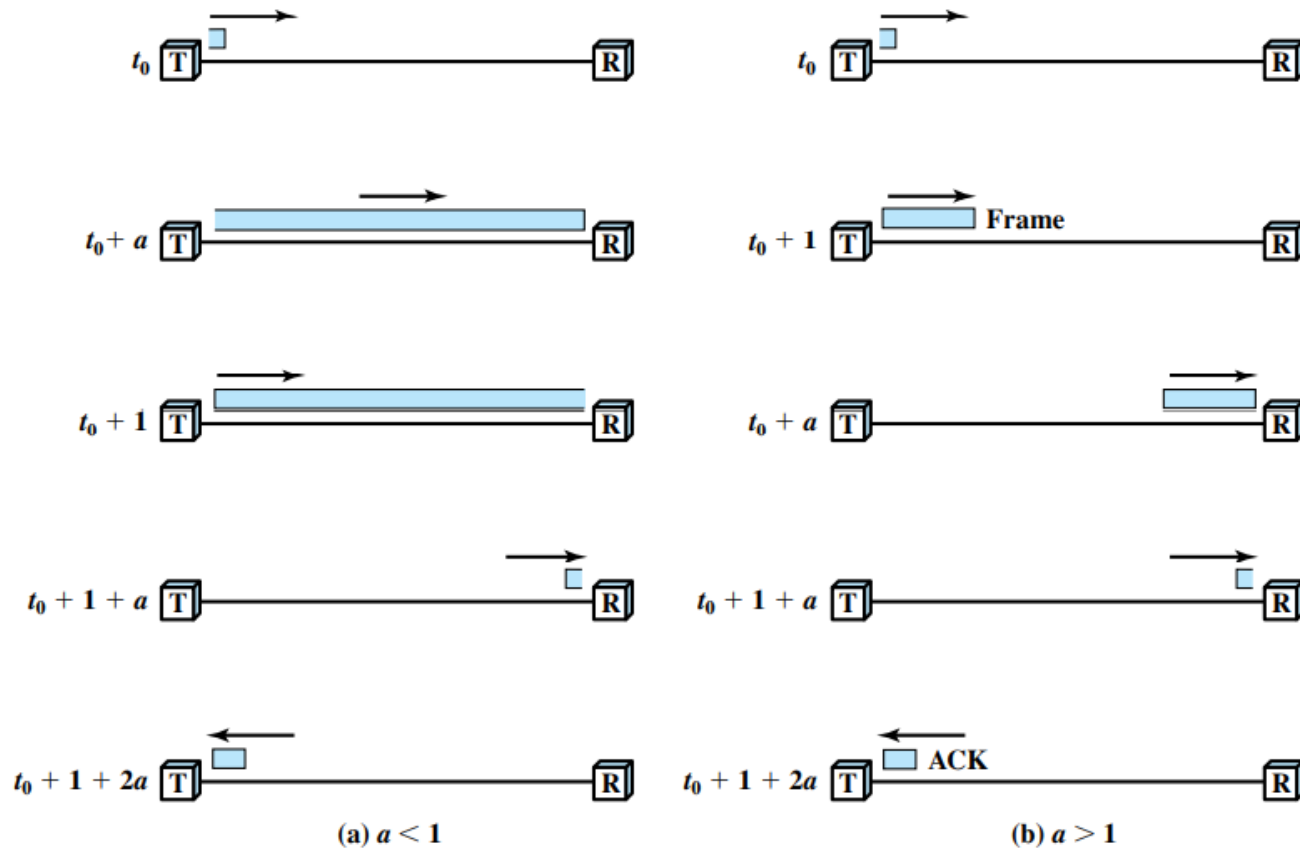 t₀ T R
t₀ + a T R
t₀ + 1 T R
t₀ + 1 + a T R
t₀ + 1 + 2a T R
(a) a < 1
t₀ T R
t₀ + 1 T Frame R
t₀ + a T R
t₀ + 1 + a T R
t₀ + 1 + 2a T ACK R
(b) a > 1